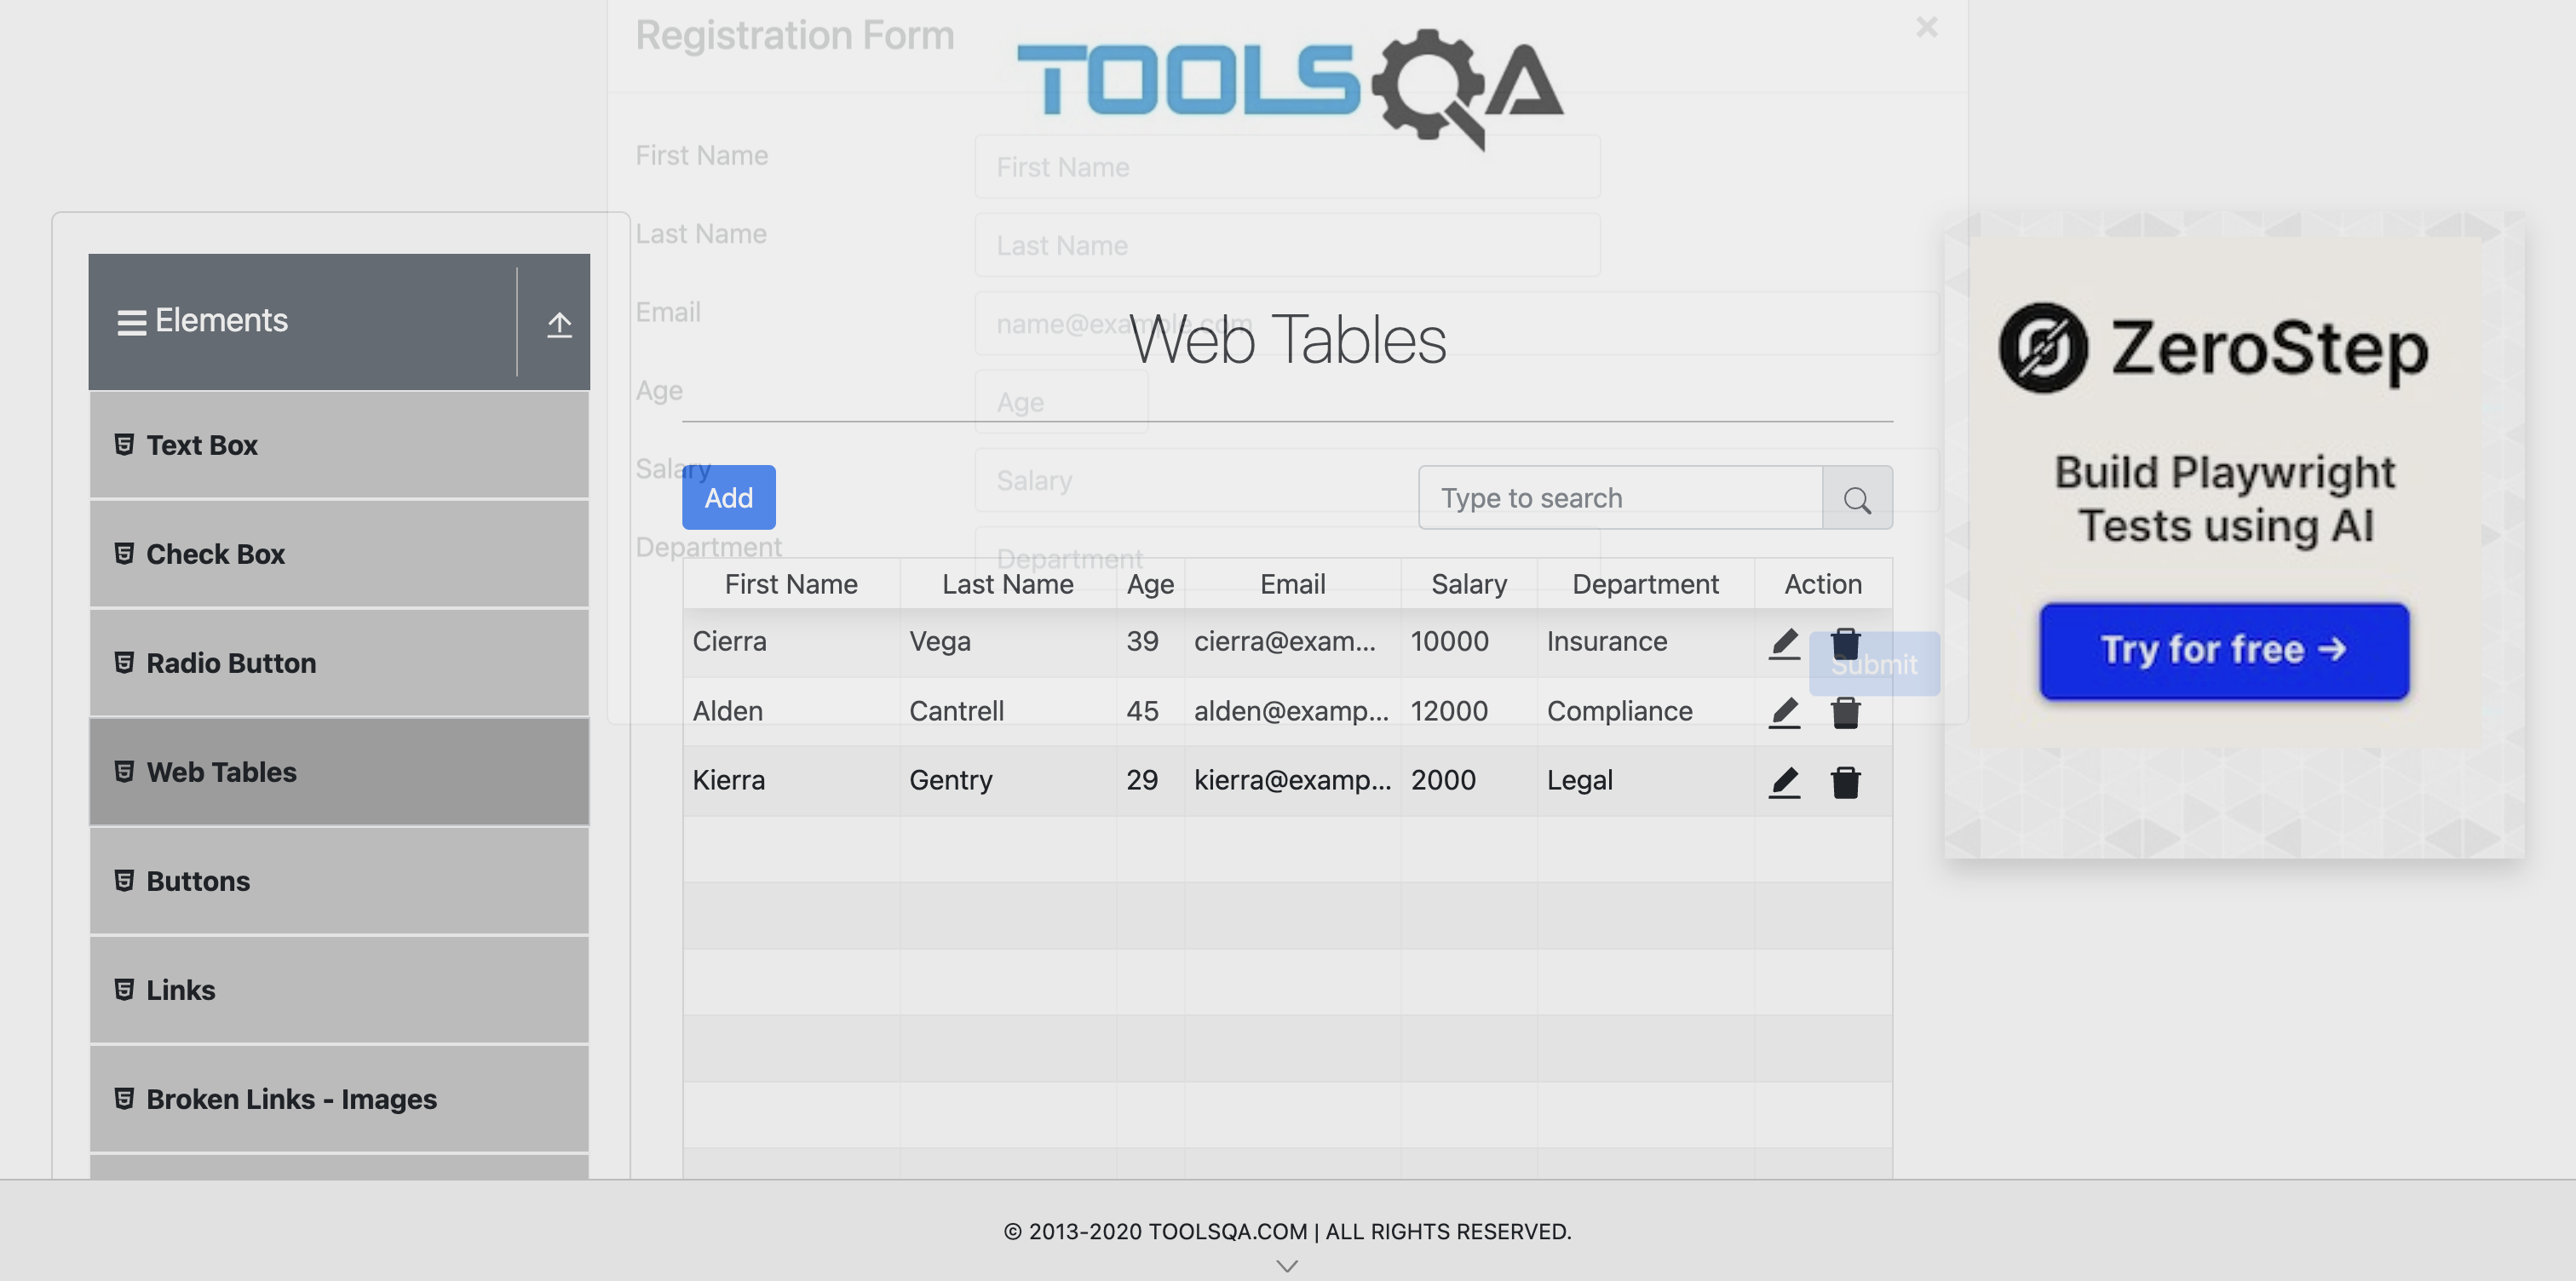 Registration Form
×
TOOLSQA
First Name
First Name
Last Name
Last Name
Email
name@example.com
Web Tables
Age
Age
Salary
Salary
Add
Type to search
Department
Department
First Name Last Name Age Email Salary Department Action
Cierra Vega 39 cierra@exam... 10000 Insurance
Submit
Alden Cantrell 45 alden@examp... 12000 Compliance
Kierra Gentry 29 kierra@examp... 2000 Legal
Elements
Text Box
Check Box
Radio Button
Web Tables
Buttons
Links
Broken Links - Images
ZeroStep
Build Playwright
Tests using AI
Try for free →
© 2013-2020 TOOLSQA.COM | ALL RIGHTS RESERVED.